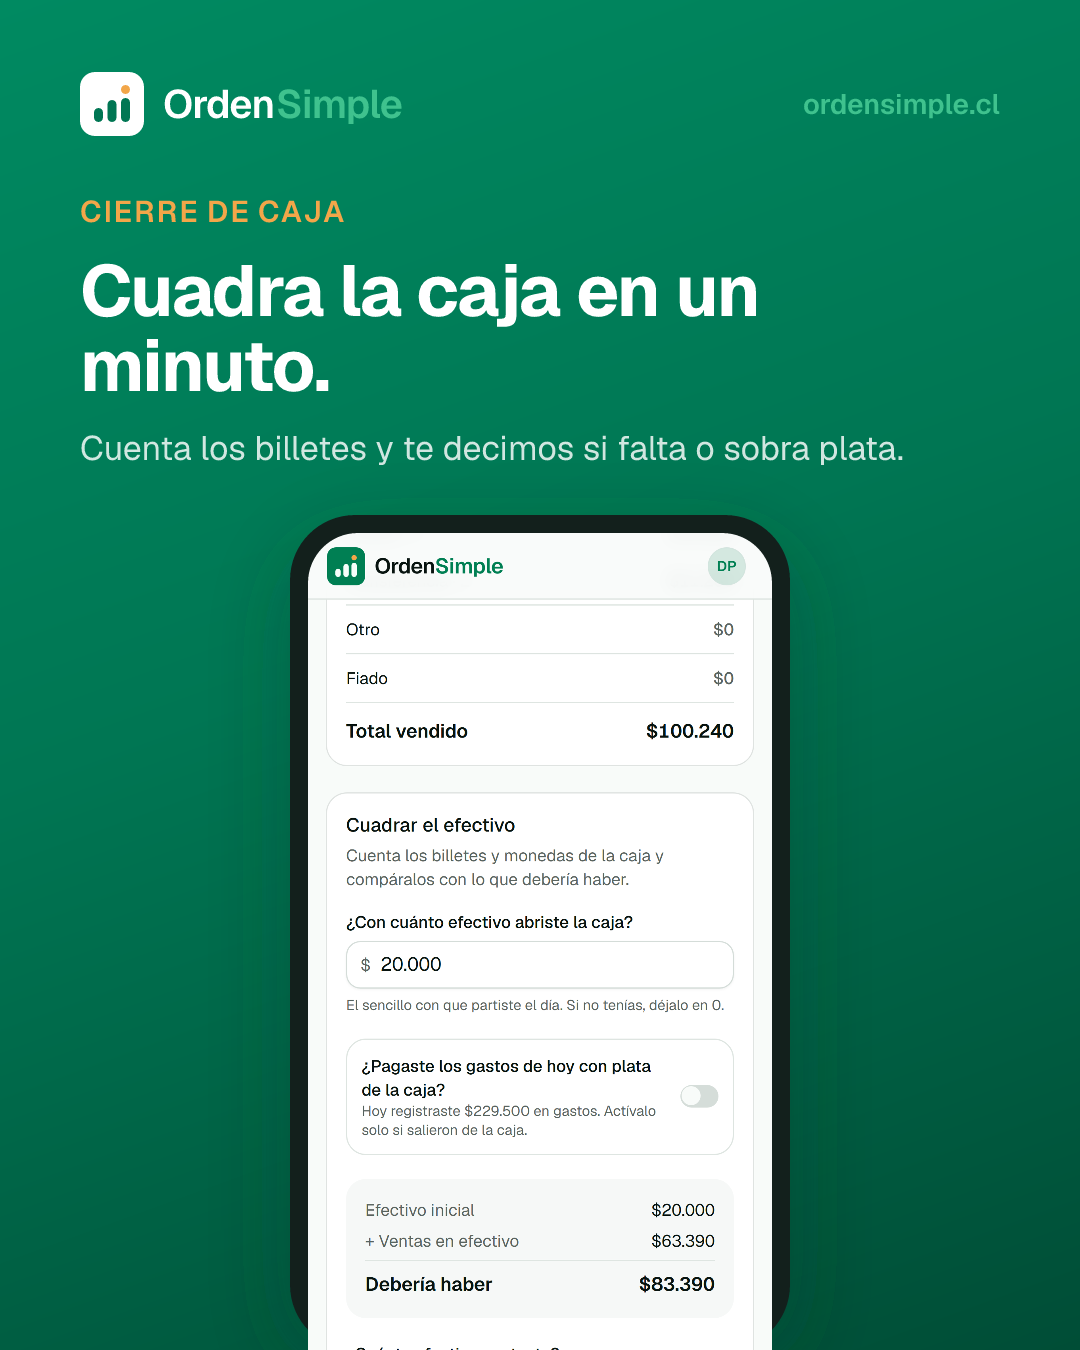 OrdenSimple
ordensimple.cl
CIERRE DE CAJA
Cuadra la caja en un
minuto.
Cuenta los billetes y te decimos si falta o sobra plata.
OrdenSimple
DP
Otro $0
Fiado $0
Total vendido $100.240
Cuadrar el efectivo
Cuenta los billetes y monedas de la caja y
compáralos con lo que debería haber.
¿Con cuánto efectivo abriste la caja?
$ 20.000
El sencillo con que partiste el día. Si no tenías, déjalo en 0.
¿Pagaste los gastos de hoy con plata
de la caja?
Hoy registraste $229.500 en gastos. Actívalo
solo si salieron de la caja.
Efectivo inicial $20.000
+ Ventas en efectivo $63.390
Debería haber $83.390